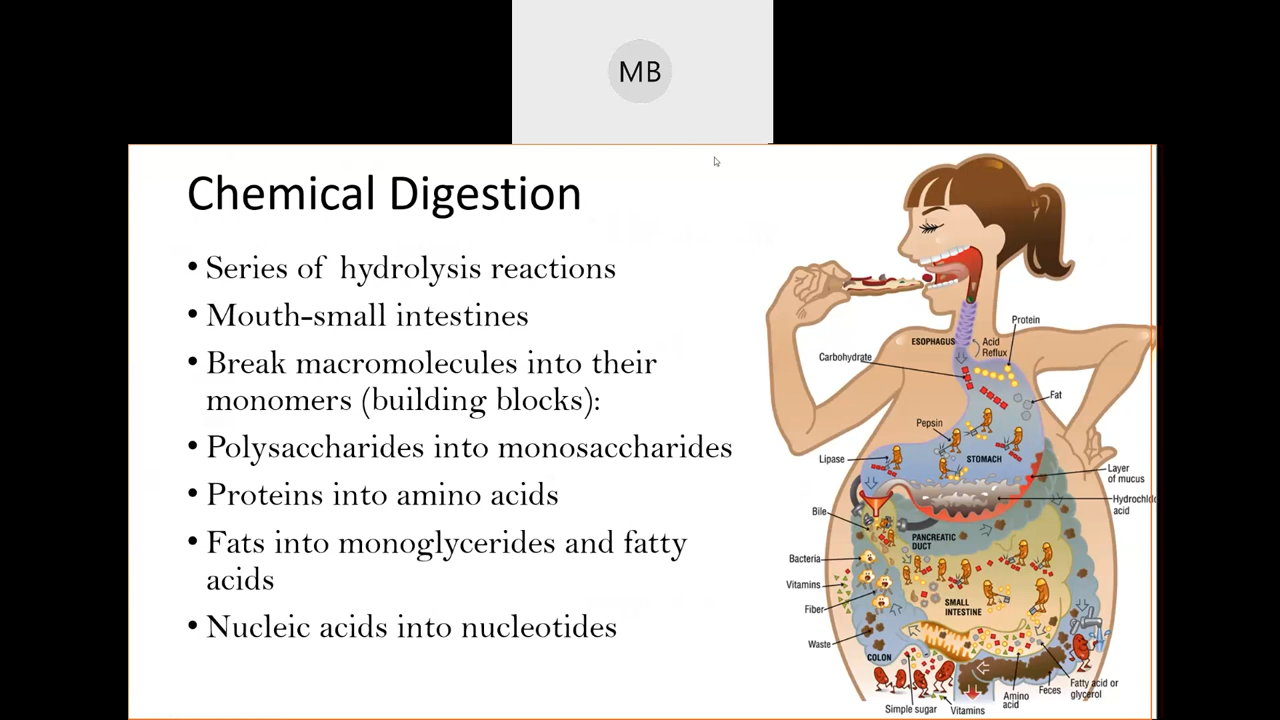 MB
Chemical Digestion
• Series of hydrolysis reactions
• Mouth-small intestines
• Break macromolecules into their
monomers (building blocks):
• Polysaccharides into monosaccharides
• Proteins into amino acids
• Fats into monoglycerides and fatty
acids
• Nucleic acids into nucleotides
Protein
ESOPHAGUS
Acid
Reflux
Carbohydrate
Fat
Pepsin
Lipase
STOMACH
Layer
of mucus
Hydrochlo
acid
Bile
PANCREATIC
DUCT
Bacteria
Vitamins
Fiber
SMALL
INTESTINE
Waste
COLON
Fatty acid or
glycerol
Feces
Amino
acid
Simple sugar
Vitamins